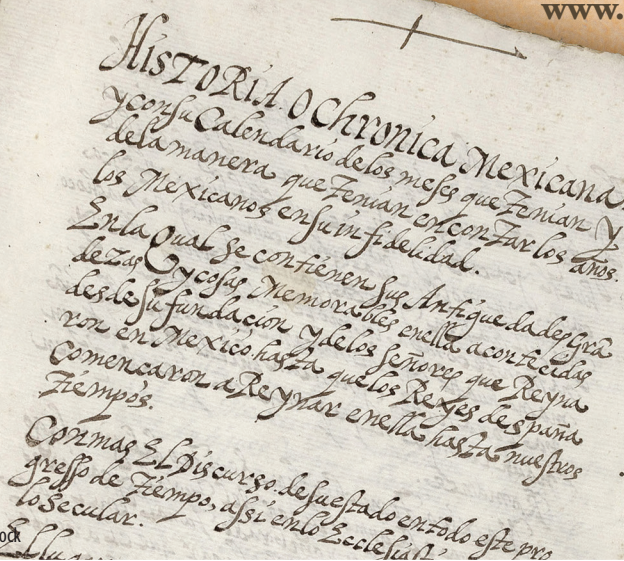 www.
HISTORIA. O Chronica Mexicana
y con su Calendario de los meses que tenian y
de la manera que tenian en contar los años.
los Mexicanos en su infidelidad.
En la Qual se contienen sus Antiguedades Grã
dezas y cosas Memorables en ella acontecidas
desde su fundacion y de los señores que Reyna
ron en Mexico hasta que los Reyes despaña
Comencaron a Reynar en ella hasta nuestros
tiempos.
Con mas El Discurso. de su estado en todo este pro
gresso de tiempo, assi en lo Ecclesiast
lo secular.
ock